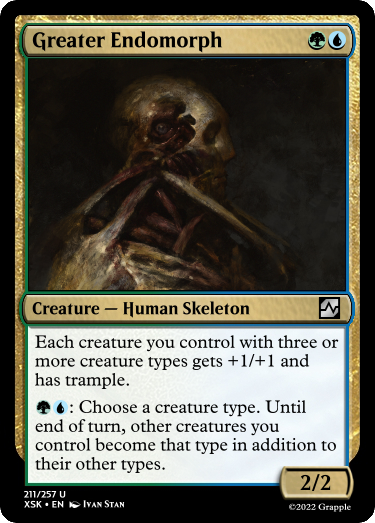 Greater Endomorph
Creature — Human Skeleton
Each creature you control with three or
more creature types gets +1/+1 and
has trample.
: Choose a creature type. Until
end of turn, other creatures you
control become that type in addition to
their other types.
2/2
211/257 U
XSK • EN Ivan Stan
©2022 Grapple